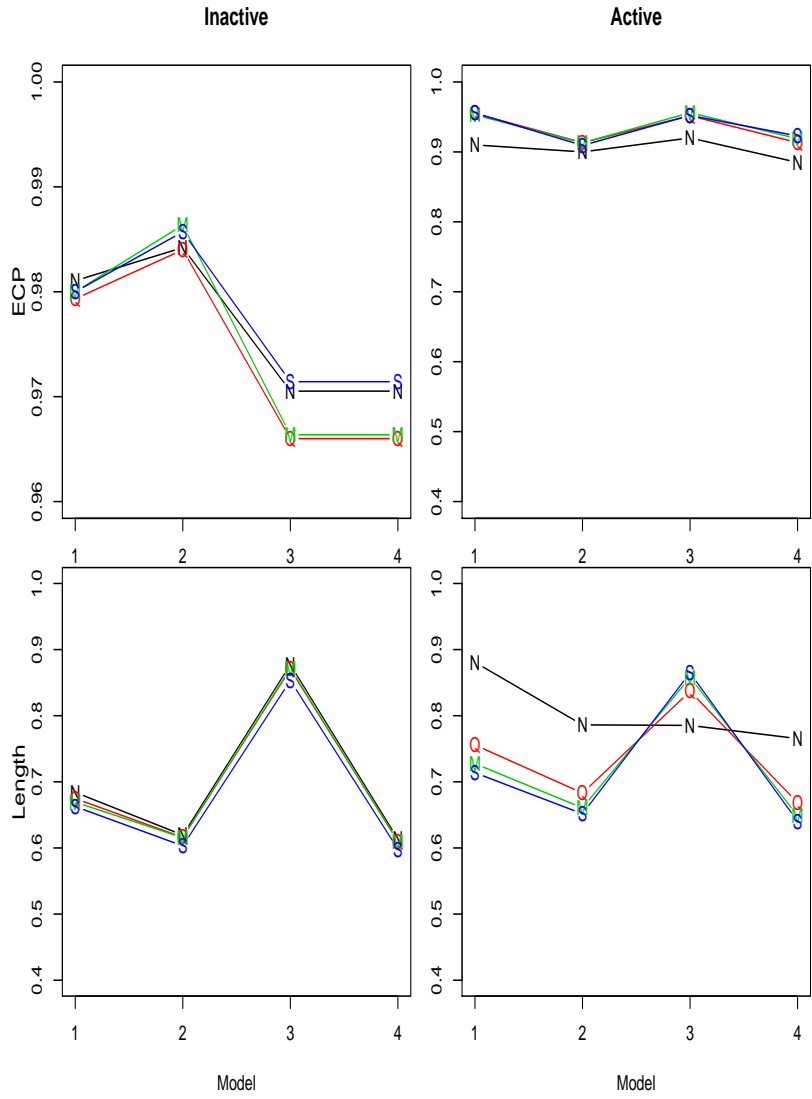 Inactive Active
ECP
1.00
0.99
0.98
0.97
0.96
N S M Q
M S N Q
S N M Q
S N M Q
1 2 3 4
1.0
0.9
0.8
0.7
0.6
0.5
0.4
S Q M N
M Q S N
M S Q N
S M Q N
1 2 3 4
Length
1.0
0.9
0.8
0.7
0.6
0.5
0.4
N Q M S
N Q M S
N Q M S
N Q M S
1 2 3 4
Model
1.0
0.9
0.8
0.7
0.6
0.5
0.4
N Q M S
N Q M S
S M Q N
N Q M S
1 2 3 4
Model